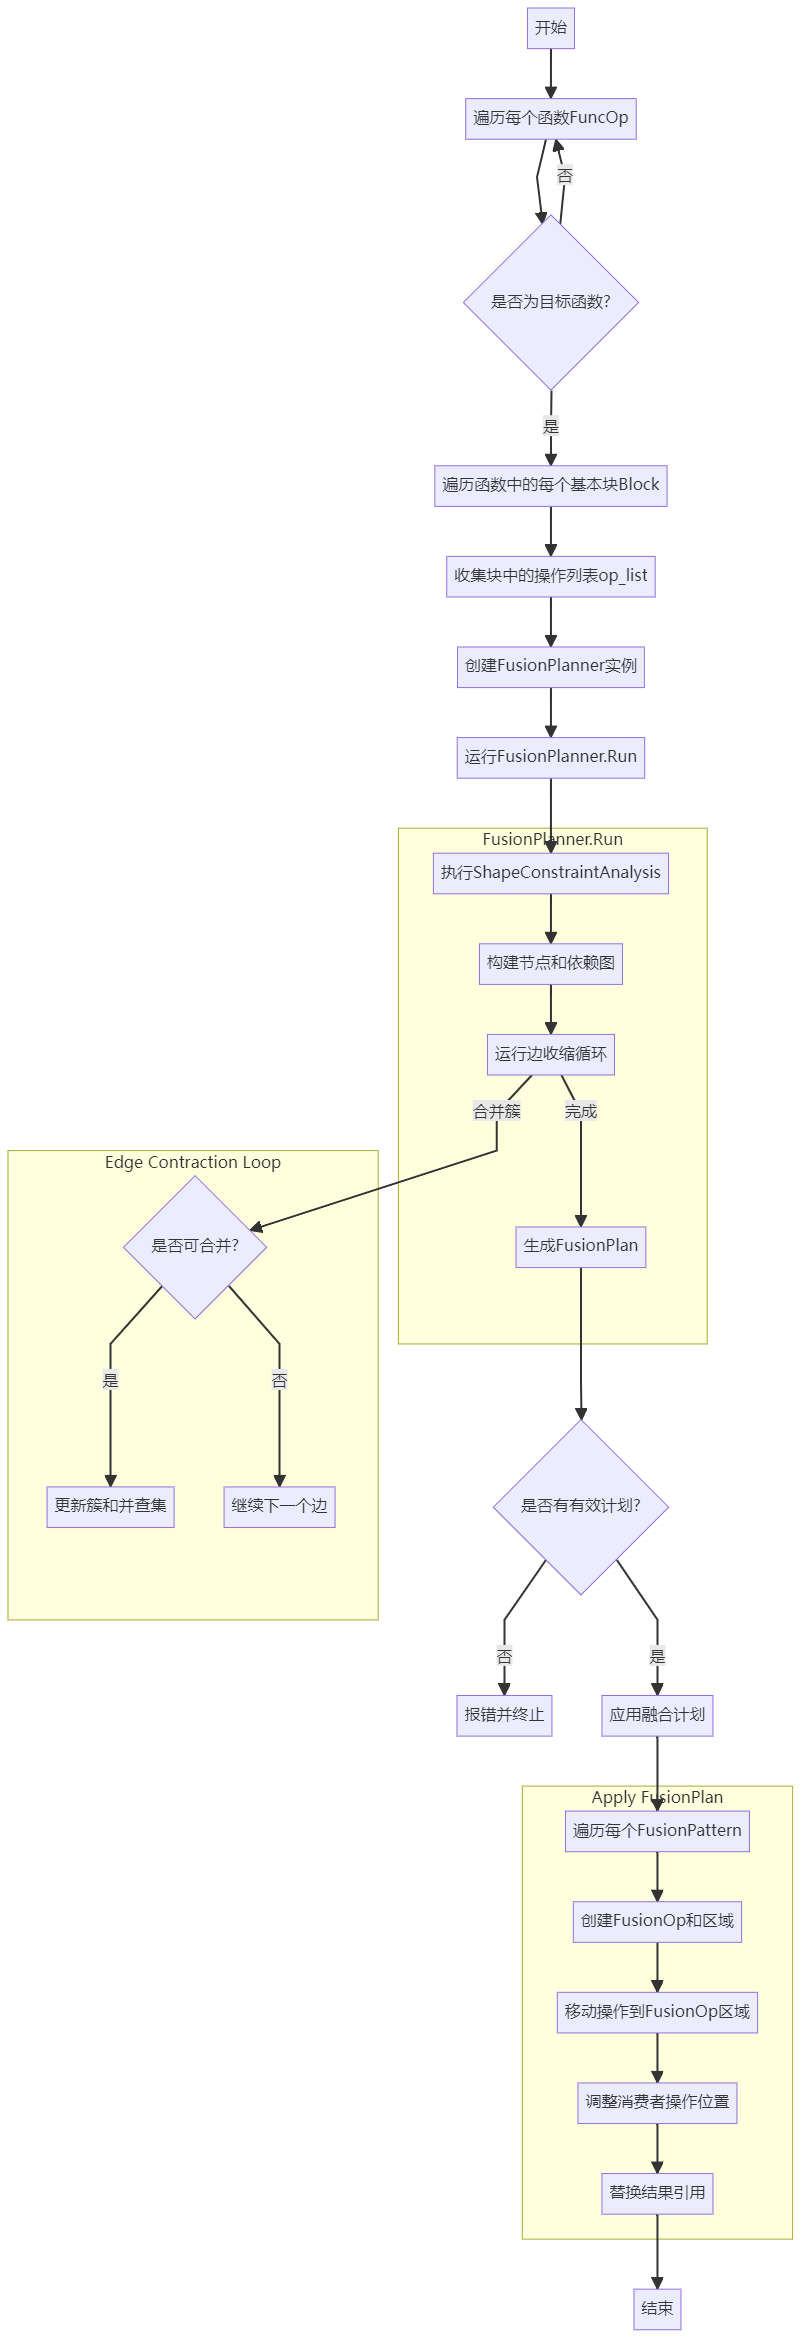 开始
遍历每个函数FuncOp
否
是否为目标函数?
是
遍历函数中的每个基本块Block
收集块中的操作列表op_list
创建FusionPlanner实例
运行FusionPlanner.Run
FusionPlanner.Run
执行ShapeConstraintAnalysis
构建节点和依赖图
运行边收缩循环
合并簇
完成
Edge Contraction Loop
是否可合并?
生成FusionPlan
是
否
更新簇和并查集
继续下一个边
是否有有效计划?
否
是
报错并终止
应用融合计划
Apply FusionPlan
遍历每个FusionPattern
创建FusionOp和区域
移动操作到FusionOp区域
调整消费者操作位置
替换结果引用
结束